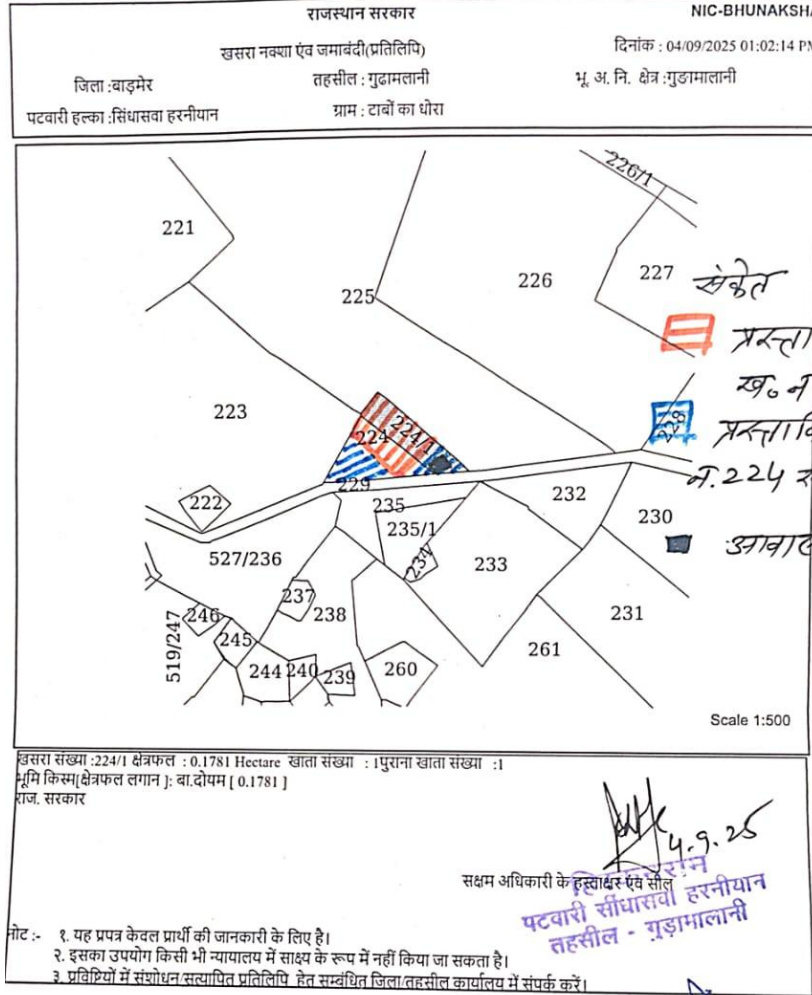 राजस्थान सरकार
NIC-BHUNAKSHA
खसरा नक्शा एंव जमाबंदी(प्रतिलिपि)
दिनांक : 04/09/2025 01:02:14 PM
जिला :बाड़मेर
तहसील : गुढामलानी
भू. अ. नि. क्षेत्र :गुङामालानी
पटवारी हल्का :सिंधासवा हरनीयान
ग्राम : टाबों का धोरा
226/1
221
225
226
227
संकेत
223
224/1
224
228
न.224
229
222
235
232
235/1
230
527/236
234
233
237
238
231
246
245
519/247
244
240
239
260
261
Scale 1:500
खसरा संख्या :224/1 क्षेत्रफल : 0.1781 Hectare खाता संख्या : 1पुराना खाता संख्या :1
भूमि किस्म[क्षेत्रफल लगान ]: बा.दोयम [ 0.1781 ]
राज. सरकार
4.9.25
सक्षम अधिकारी के हस्ताक्षर एंव सील
पटवारी सींधासवा हरनीयान
तहसील - गुड़ामालानी
नोट :- १. यह प्रपत्र केवल प्रार्थी की जानकारी के लिए है।
२. इसका उपयोग किसी भी न्यायालय में साक्ष्य के रूप में नहीं किया जा सकता है।
३. प्रविष्टियों में संशोधन/सत्यापित प्रतिलिपि हेतु सम्बंधित जिला/तहसील कार्यालय में संपर्क करें।